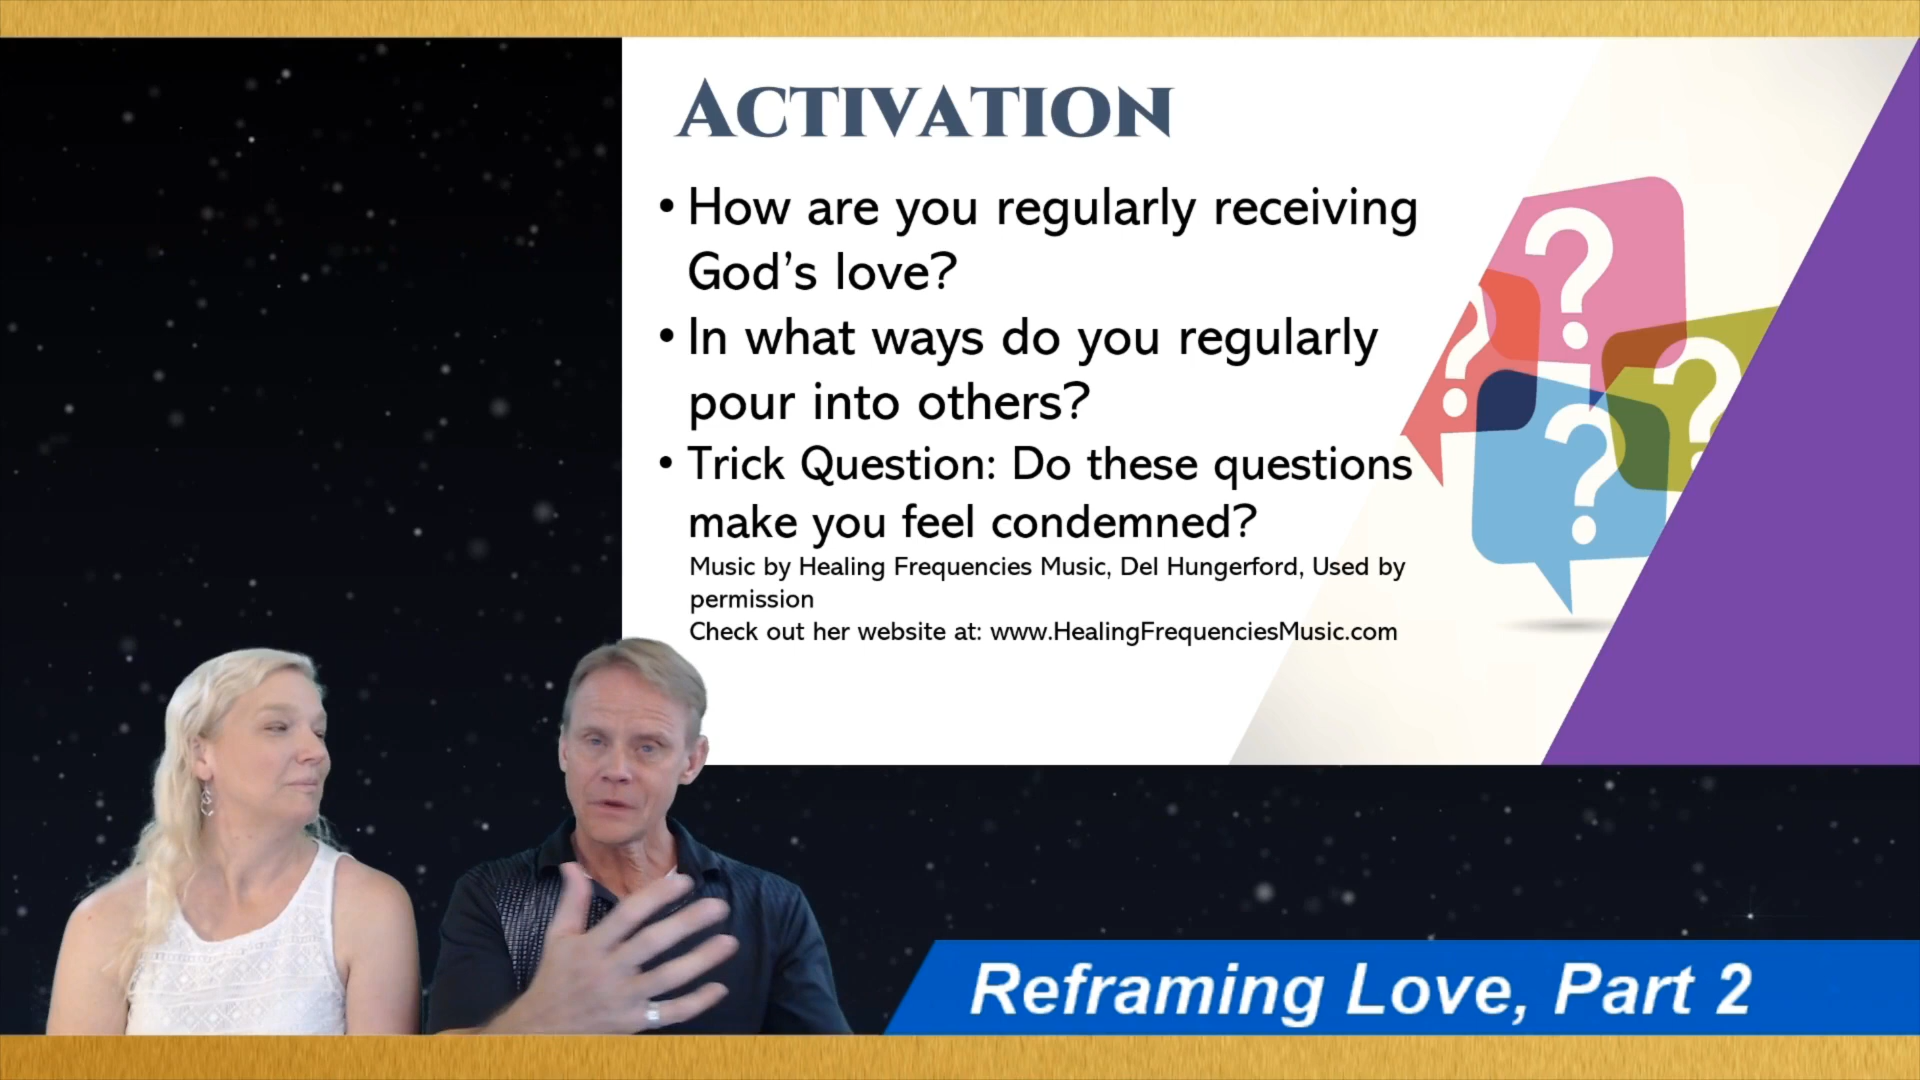 ACTIVATION
• How are you regularly receiving
God’s love?
• In what ways do you regularly
pour into others?
• Trick Question: Do these questions
make you feel condemned?
Music by Healing Frequencies Music, Del Hungerford, Used by
permission
Check out her website at: www.HealingFrequenciesMusic.com
? ? ? ?
Reframing Love, Part 2